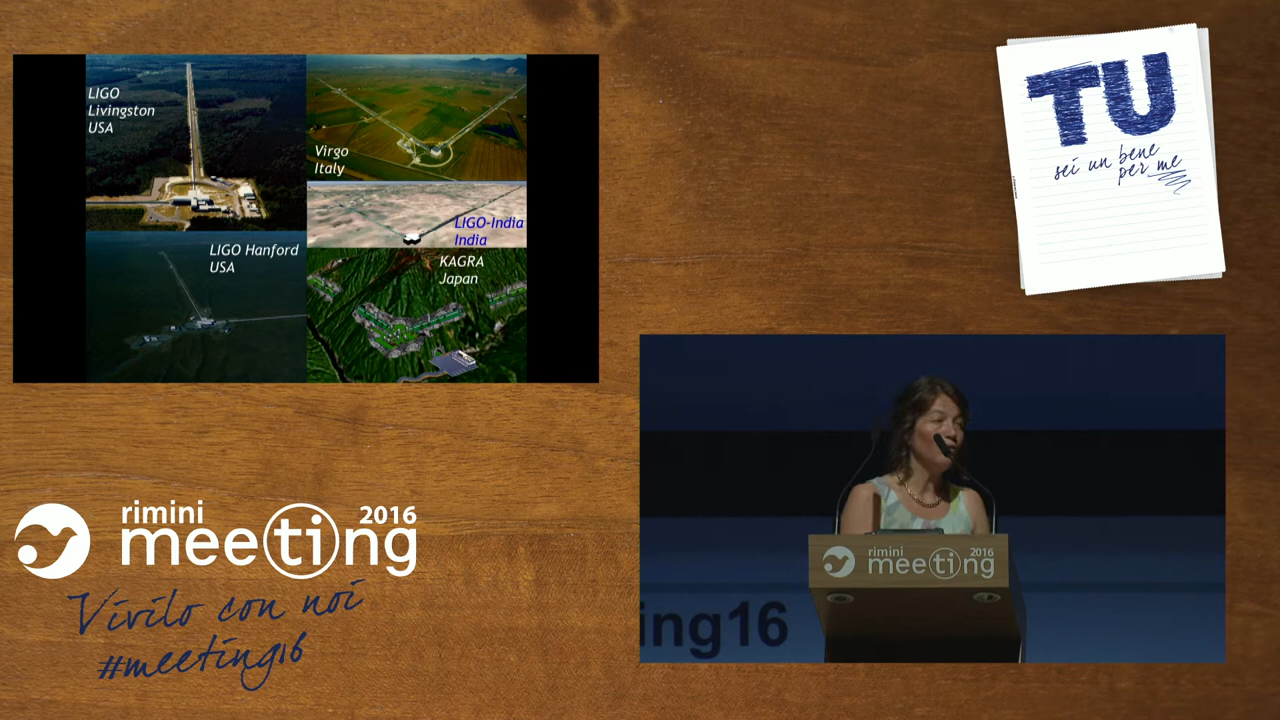 LIGO
Livingston
USA
Virgo
Italy
LIGO-India
India
LIGO Hanford
USA
KAGRA
Japan
TU
sei un bene
per me
rimini 2016
meeting
Vivilo con noi
#meeting16
rimini 2016
meeting
ing16